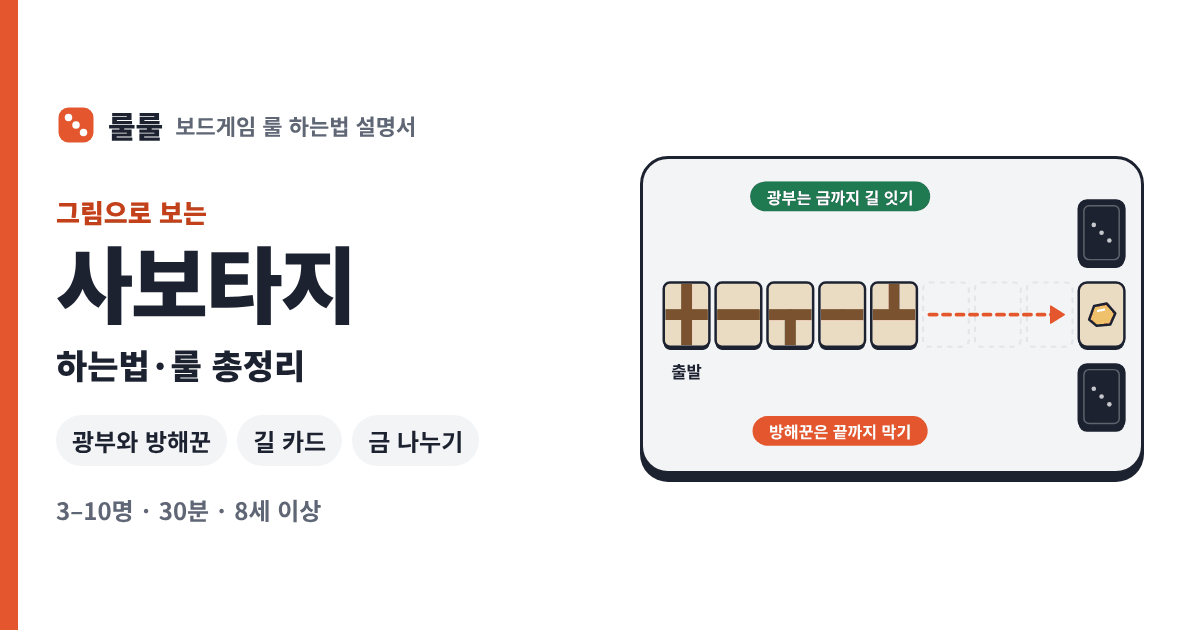 룰룰 보드게임 룰 하는법 설명서
그림으로 보는
사보타지
하는법·룰 총정리
광부와 방해꾼 길 카드 금 나누기
3–10명 · 30분 · 8세 이상
광부는 금까지 길 잇기
출발
방해꾼은 끝까지 막기